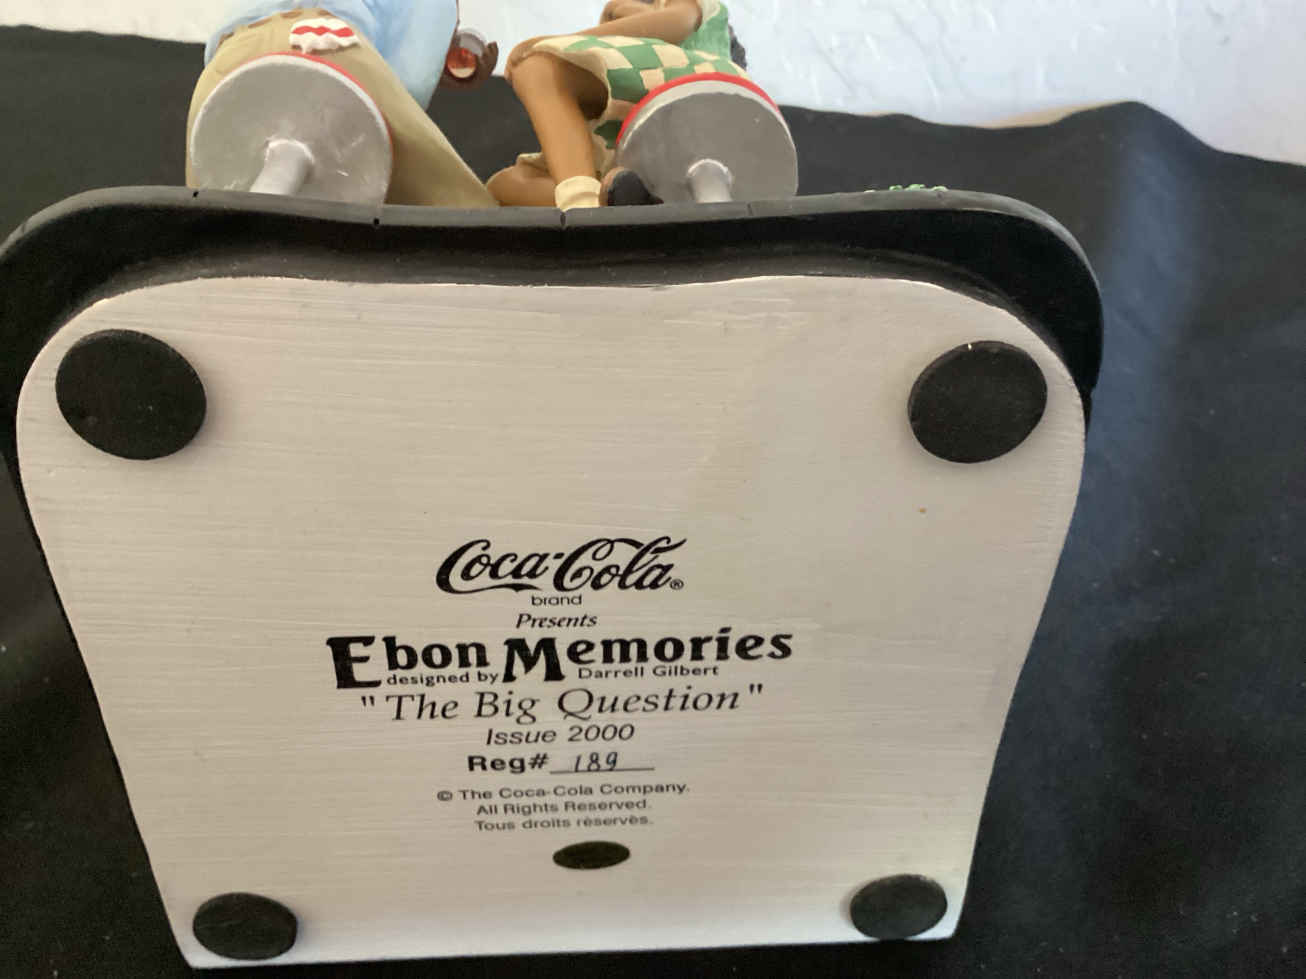 Coca-Cola®
brand
Presents
Ebon Memories
designed by Darrell Gilbert
"The Big Question"
Issue 2000
Reg# 189
© The Coca-Cola Company.
All Rights Reserved.
Tous droits rèservès.